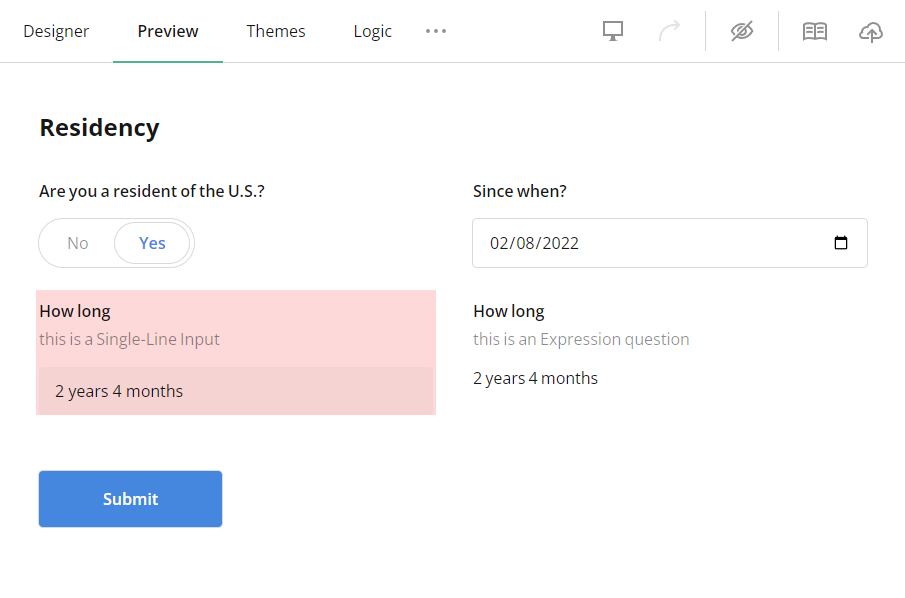 Designer
Preview
Themes
Logic
Residency
Are you a resident of the U.S.?
No
Yes
Since when?
02/08/2022
How long
this is a Single-Line Input
2 years 4 months
How long
this is an Expression question
2 years 4 months
Submit